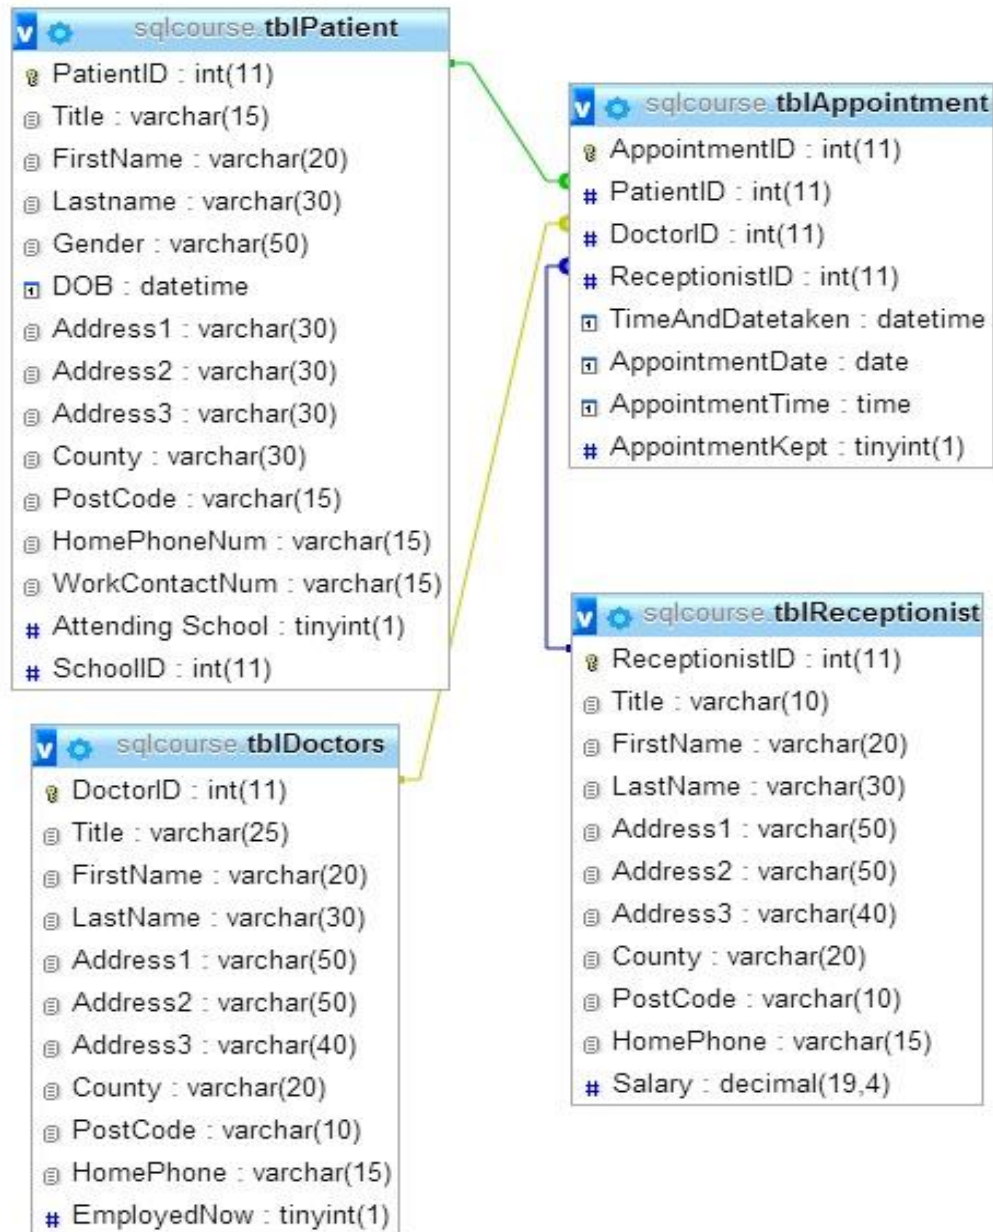 sqlcourse.tblPatient
PatientID : int(11)
Title : varchar(15)
FirstName : varchar(20)
Lastname : varchar(30)
Gender : varchar(50)
DOB : datetime
Address1 : varchar(30)
Address2 : varchar(30)
Address3 : varchar(30)
County : varchar(30)
PostCode : varchar(15)
HomePhoneNum : varchar(15)
WorkContactNum : varchar(15)
# Attending School : tinyint(1)
# SchoolID : int(11)
sqlcourse.tblAppointment
AppointmentID : int(11)
# PatientID : int(11)
# DoctorID : int(11)
# ReceptionistID : int(11)
TimeAndDatetaken : datetime
AppointmentDate : date
AppointmentTime : time
# AppointmentKept : tinyint(1)
sqlcourse.tblDoctors
DoctorID : int(11)
Title : varchar(25)
FirstName : varchar(20)
LastName : varchar(30)
Address1 : varchar(50)
Address2 : varchar(50)
Address3 : varchar(40)
County : varchar(20)
PostCode : varchar(10)
HomePhone : varchar(15)
# EmployedNow : tinyint(1)
sqlcourse.tblReceptionist
ReceptionistID : int(11)
Title : varchar(10)
FirstName : varchar(20)
LastName : varchar(30)
Address1 : varchar(50)
Address2 : varchar(50)
Address3 : varchar(40)
County : varchar(20)
PostCode : varchar(10)
HomePhone : varchar(15)
# Salary : decimal(19,4)